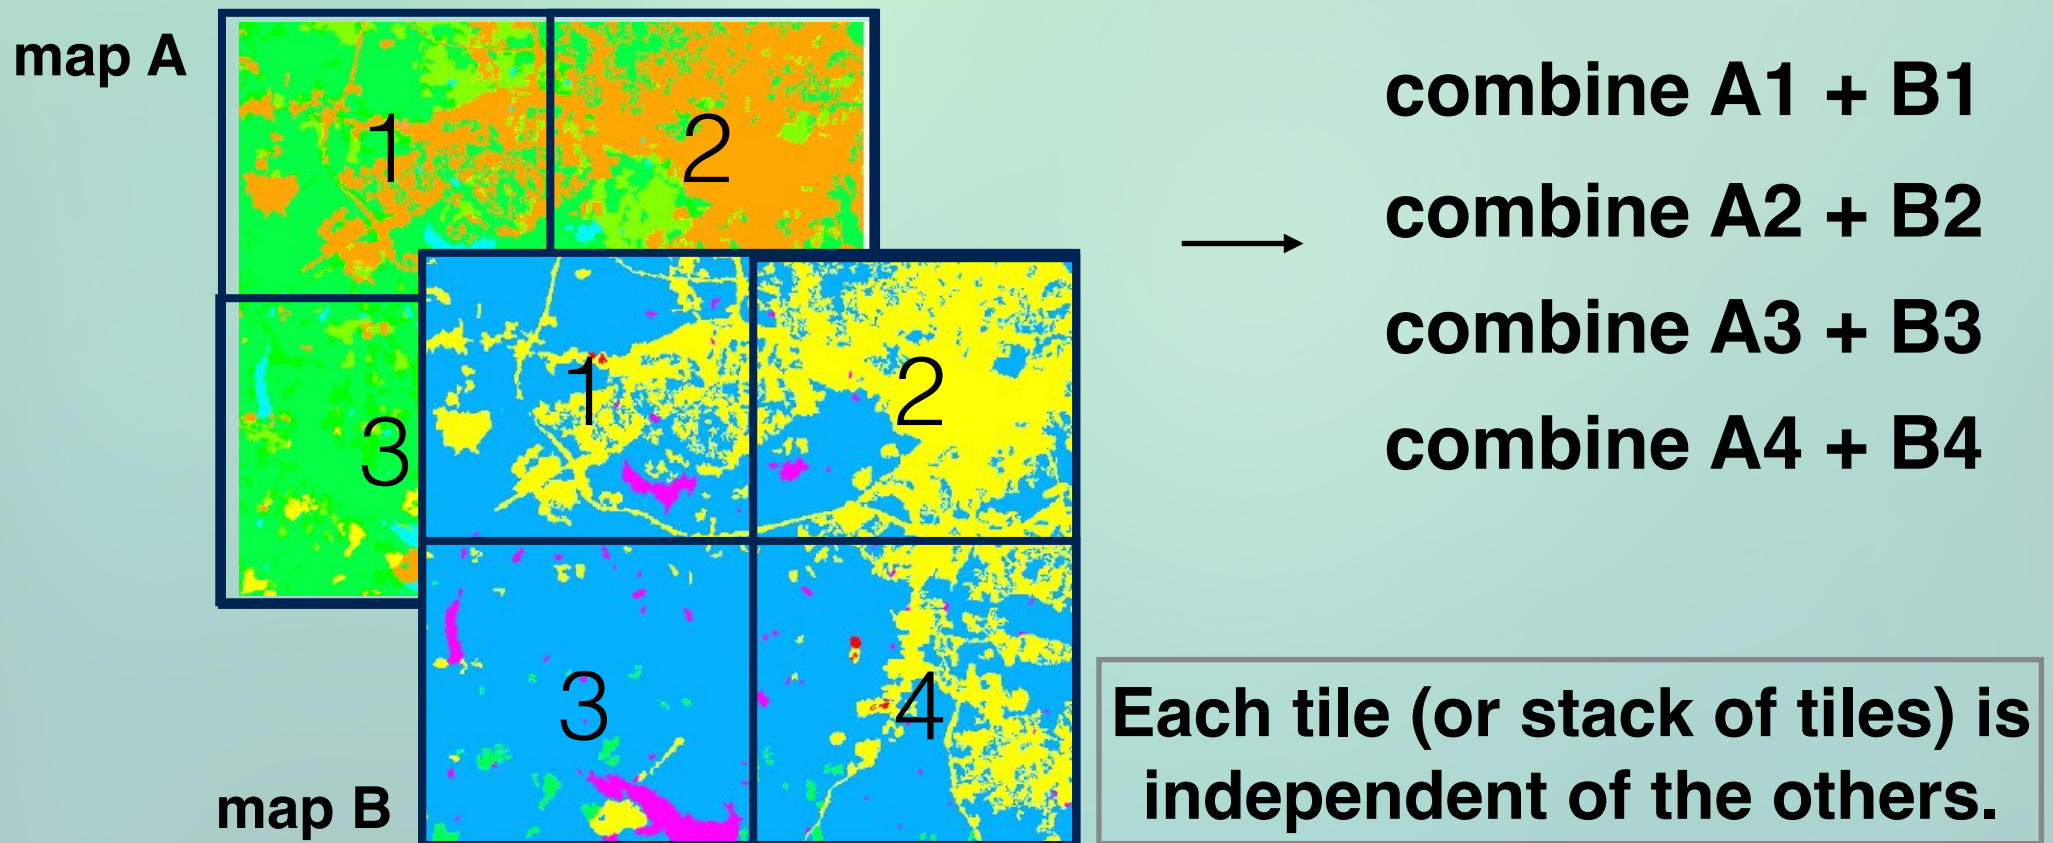 map A
1
2
3
1
2
3
4
map B
combine A1 + B1
combine A2 + B2
combine A3 + B3
combine A4 + B4
Each tile (or stack of tiles) is
independent of the others.